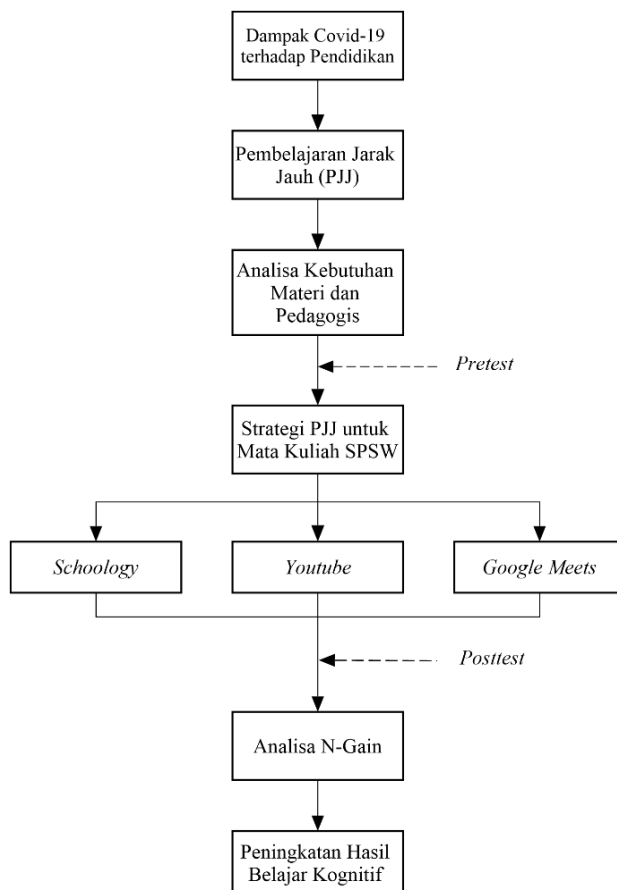 Dampak Covid-19
terhadap Pendidikan
Pembelajaran Jarak
Jauh (PJJ)
Analisa Kebutuhan
Materi dan
Pedagogis
Pretest
Strategi PJJ untuk
Mata Kuliah SPSW
Schoology
Youtube
Google Meets
Posttest
Analisa N-Gain
Peningkatan Hasil
Belajar Kognitif